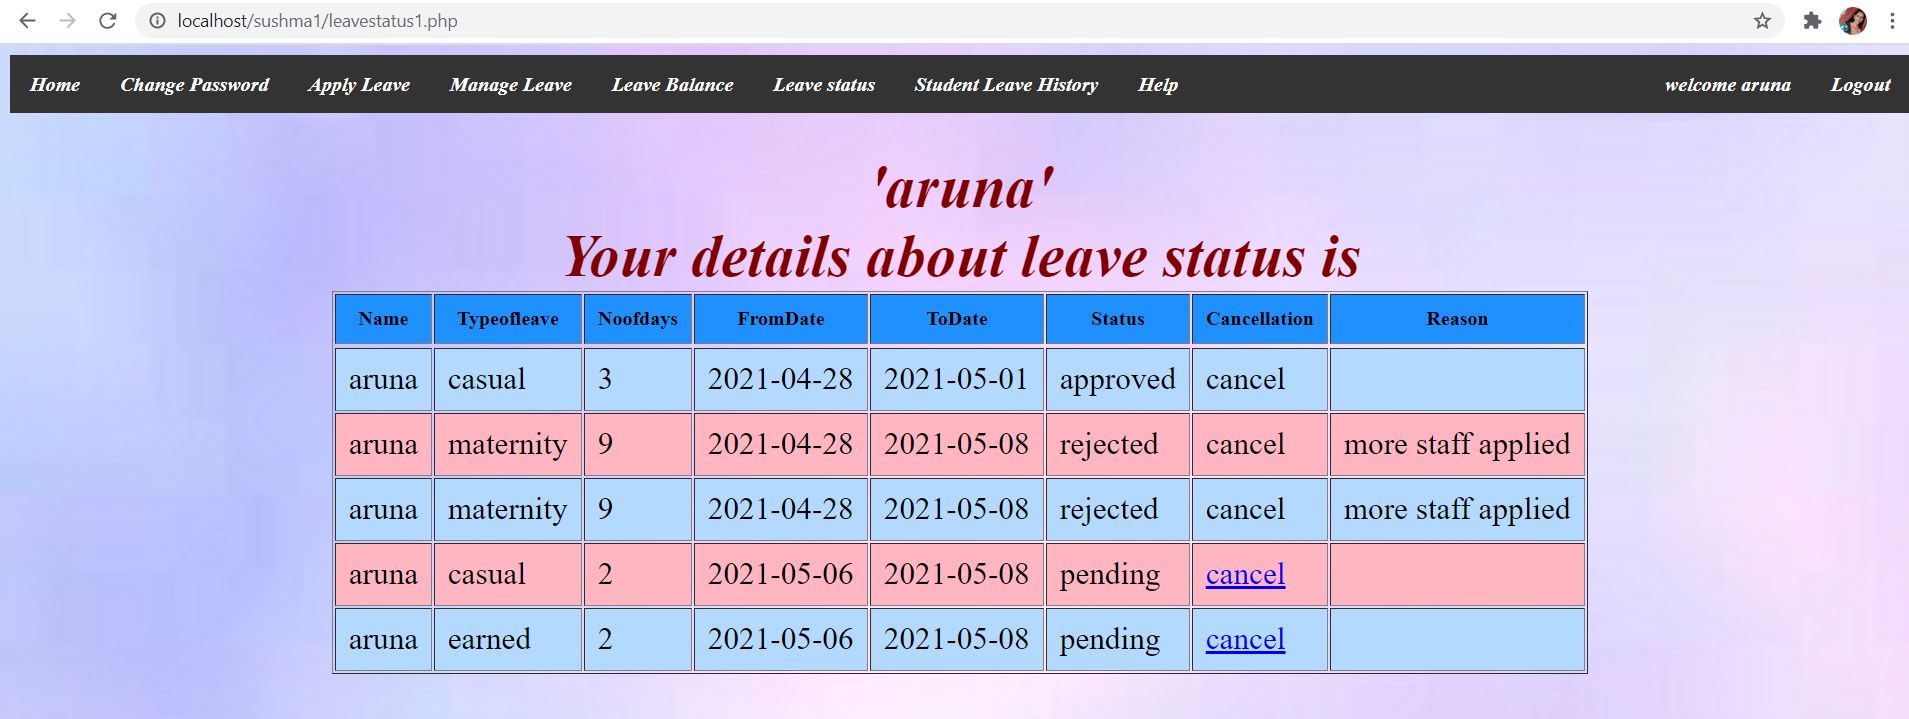 localhost/sushma1/leavestatus1.php
Home Change Password Apply Leave Manage Leave Leave Balance Leave status Student Leave History Help welcome aruna Logout
'aruna'
Your details about leave status is
Name Typeofleave Noofdays FromDate ToDate Status Cancellation Reason
aruna casual 3 2021-04-28 2021-05-01 approved cancel
aruna maternity 9 2021-04-28 2021-05-08 rejected cancel more staff applied
aruna maternity 9 2021-04-28 2021-05-08 rejected cancel more staff applied
aruna casual 2 2021-05-06 2021-05-08 pending cancel
aruna earned 2 2021-05-06 2021-05-08 pending cancel